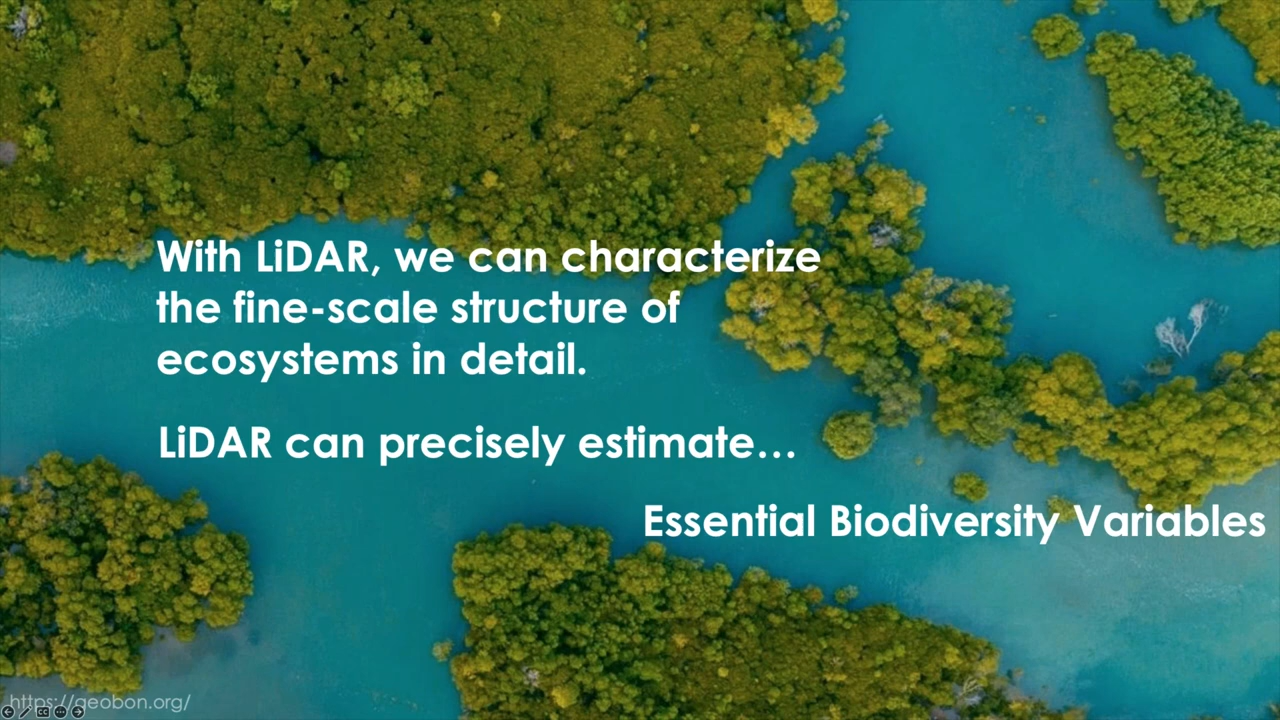 With LiDAR, we can characterize
the fine-scale structure of
ecosystems in detail.
LiDAR can precisely estimate…
Essential Biodiversity Variables
https://geobon.org/